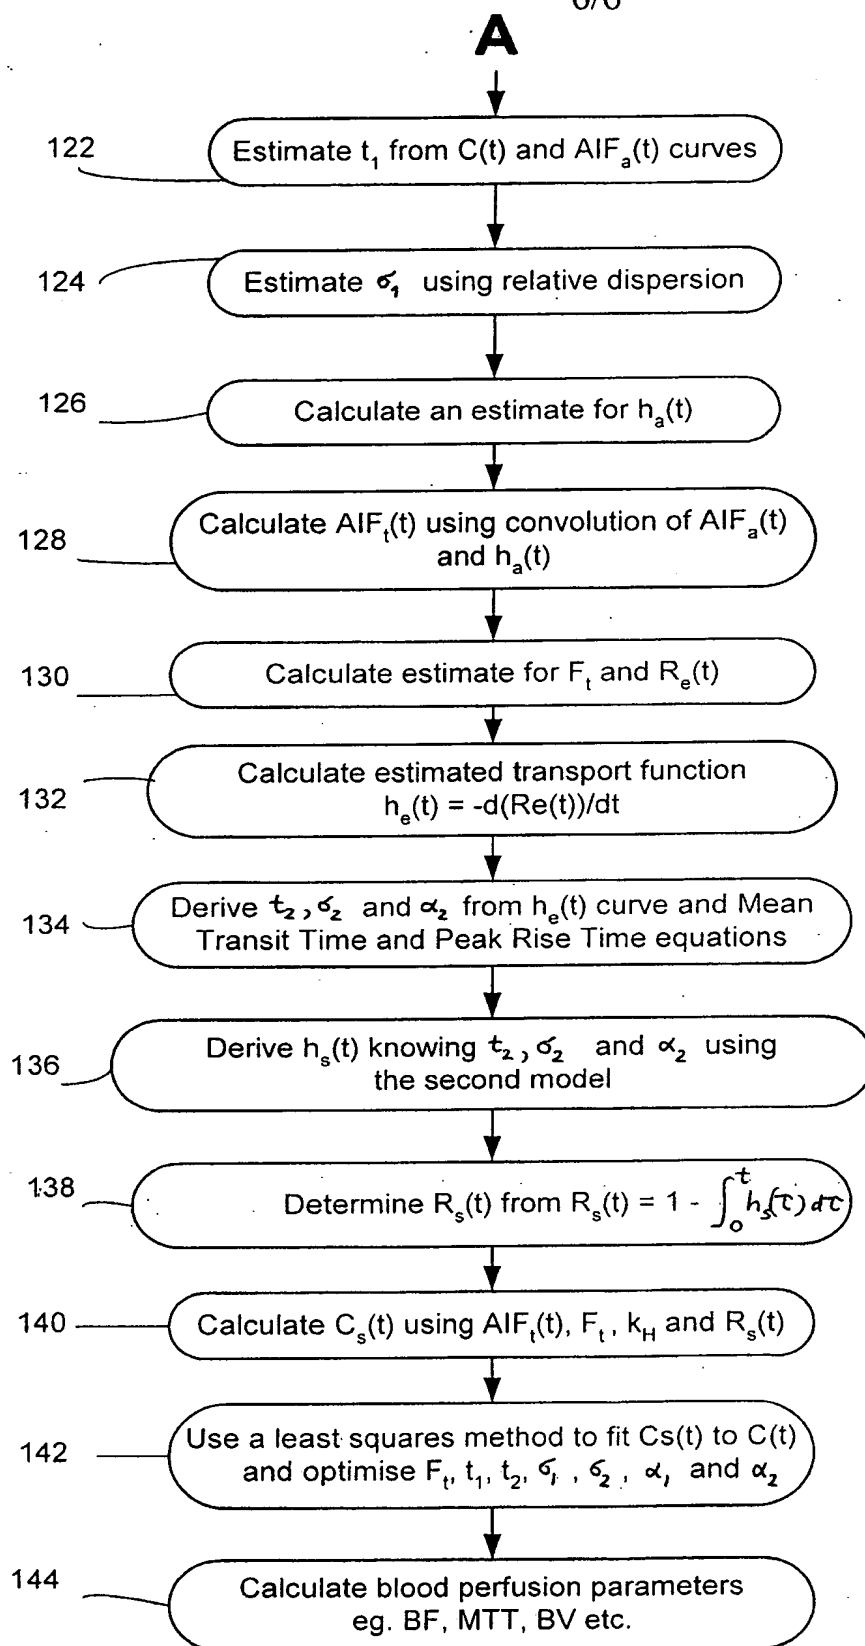 A
122
Estimate t₁ from C(t) and AIFₐ(t) curves
124
Estimate σ₁ using relative dispersion
126
Calculate an estimate for hₐ(t)
128
Calculate AIFₜ(t) using convolution of AIFₐ(t)
and hₐ(t)
130
Calculate estimate for Fₜ and Rₑ(t)
132
Calculate estimated transport function
hₑ(t) = -d(Re(t))/dt
134
Derive t₂, σ₂ and α₂ from hₑ(t) curve and Mean
Transit Time and Peak Rise Time equations
136
Derive hₛ(t) knowing t₂, σ₂ and α₂ using
the second model
138
Determine Rₛ(t) from Rₛ(t) = 1 - ∫₀ᵗ hₛ(τ) dτ
140
Calculate Cₛ(t) using AIFₜ(t), Fₜ, k_H and Rₛ(t)
142
Use a least squares method to fit Cs(t) to C(t)
and optimise Fₜ, t₁, t₂, σ₁, σ₂, α₁ and α₂
144
Calculate blood perfusion parameters
eg. BF, MTT, BV etc.